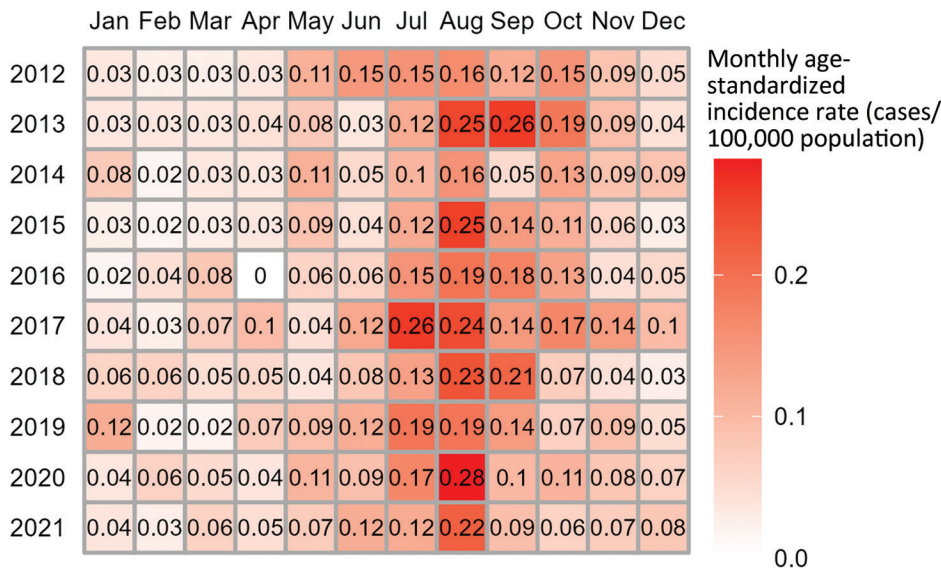 Jan Feb Mar Apr May Jun Jul Aug Sep Oct Nov Dec
2012 0.03 0.03 0.03 0.03 0.11 0.15 0.15 0.16 0.12 0.15 0.09 0.05
2013 0.03 0.03 0.03 0.04 0.08 0.03 0.12 0.25 0.26 0.19 0.09 0.04
2014 0.08 0.02 0.03 0.03 0.11 0.05 0.1 0.16 0.05 0.13 0.09 0.09
2015 0.03 0.02 0.03 0.03 0.09 0.04 0.12 0.25 0.14 0.11 0.06 0.03
2016 0.02 0.04 0.08 0 0.06 0.06 0.15 0.19 0.18 0.13 0.04 0.05
2017 0.04 0.03 0.07 0.1 0.04 0.12 0.26 0.24 0.14 0.17 0.14 0.1
2018 0.06 0.06 0.05 0.05 0.04 0.08 0.13 0.23 0.21 0.07 0.04 0.03
2019 0.12 0.02 0.02 0.07 0.09 0.12 0.19 0.19 0.14 0.07 0.09 0.05
2020 0.04 0.06 0.05 0.04 0.11 0.09 0.17 0.28 0.1 0.11 0.08 0.07
2021 0.04 0.03 0.06 0.05 0.07 0.12 0.12 0.22 0.09 0.06 0.07 0.08
Monthly age-
standardized
incidence rate (cases/
100,000 population)
0.2
0.1
0.0